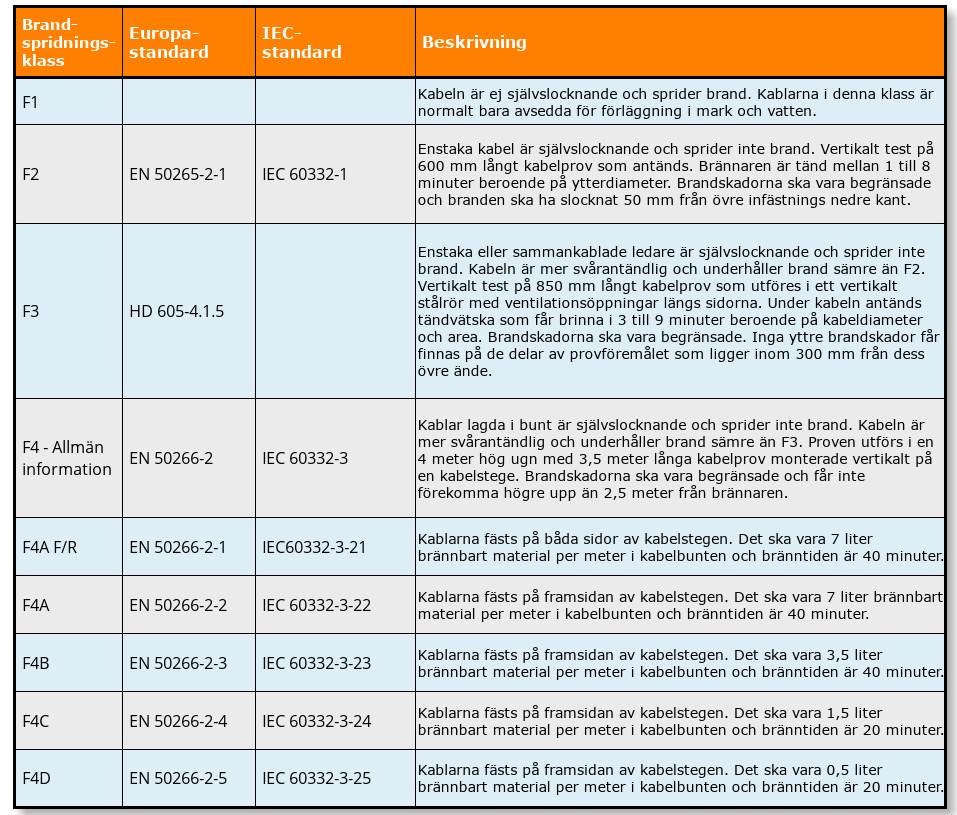 Brand-
spridnings-
klass
Europa-
standard
IEC-
standard
Beskrivning
F1
Kabeln är ej självslocknande och sprider brand. Kablarna i denna klass är
normalt bara avsedda för förläggning i mark och vatten.
F2
EN 50265-2-1
IEC 60332-1
Enstaka kabel är självslocknande och sprider inte brand. Vertikalt test på
600 mm långt kabelprov som antänds. Brännaren är tänd mellan 1 till 8
minuter beroende på ytterdiameter. Brandskadorna ska vara begränsade
och branden ska ha slocknat 50 mm från övre infästnings nedre kant.
F3
HD 605-4.1.5
Enstaka eller sammankablade ledare är självslocknande och sprider inte
brand. Kabeln är mer svårantändlig och underhåller brand sämre än F2.
Vertikalt test på 850 mm långt kabelprov som utföres i ett vertikalt
stålrör med ventilationsöppningar längs sidorna. Under kabeln antänds
tändvätska som får brinna i 3 till 9 minuter beroende på kabeldiameter
och area. Brandskadorna ska vara begränsade. Inga yttre brandskador får
finnas på de delar av provföremålet som ligger inom 300 mm från dess
övre ände.
F4 - Allmän
information
EN 50266-2
IEC 60332-3
Kablar lagda i bunt är självslocknande och sprider inte brand. Kabeln är
mer svårantändlig och underhåller brand sämre än F3. Proven utförs i en
4 meter hög ugn med 3,5 meter långa kabelprov monterade vertikalt på
en kabelstege. Brandskadorna ska vara begränsade och får inte
förekomma högre upp än 2,5 meter från brännaren.
F4A F/R
EN 50266-2-1
IEC60332-3-21
Kablarna fästs på båda sidor av kabelstegen. Det ska vara 7 liter
brännbart material per meter i kabelbunten och bränntiden är 40 minuter.
F4A
EN 50266-2-2
IEC 60332-3-22
Kablarna fästs på framsidan av kabelstegen. Det ska vara 7 liter brännbart
material per meter i kabelbunten och bränntiden är 40 minuter.
F4B
EN 50266-2-3
IEC 60332-3-23
Kablarna fästs på framsidan av kabelstegen. Det ska vara 3,5 liter
brännbart material per meter i kabelbunten och bränntiden är 40 minuter.
F4C
EN 50266-2-4
IEC 60332-3-24
Kablarna fästs på framsidan av kabelstegen. Det ska vara 1,5 liter
brännbart material per meter i kabelbunten och bränntiden är 20 minuter.
F4D
EN 50266-2-5
IEC 60332-3-25
Kablarna fästs på framsidan av kabelstegen. Det ska vara 0,5 liter
brännbart material per meter i kabelbunten och bränntiden är 20 minuter.